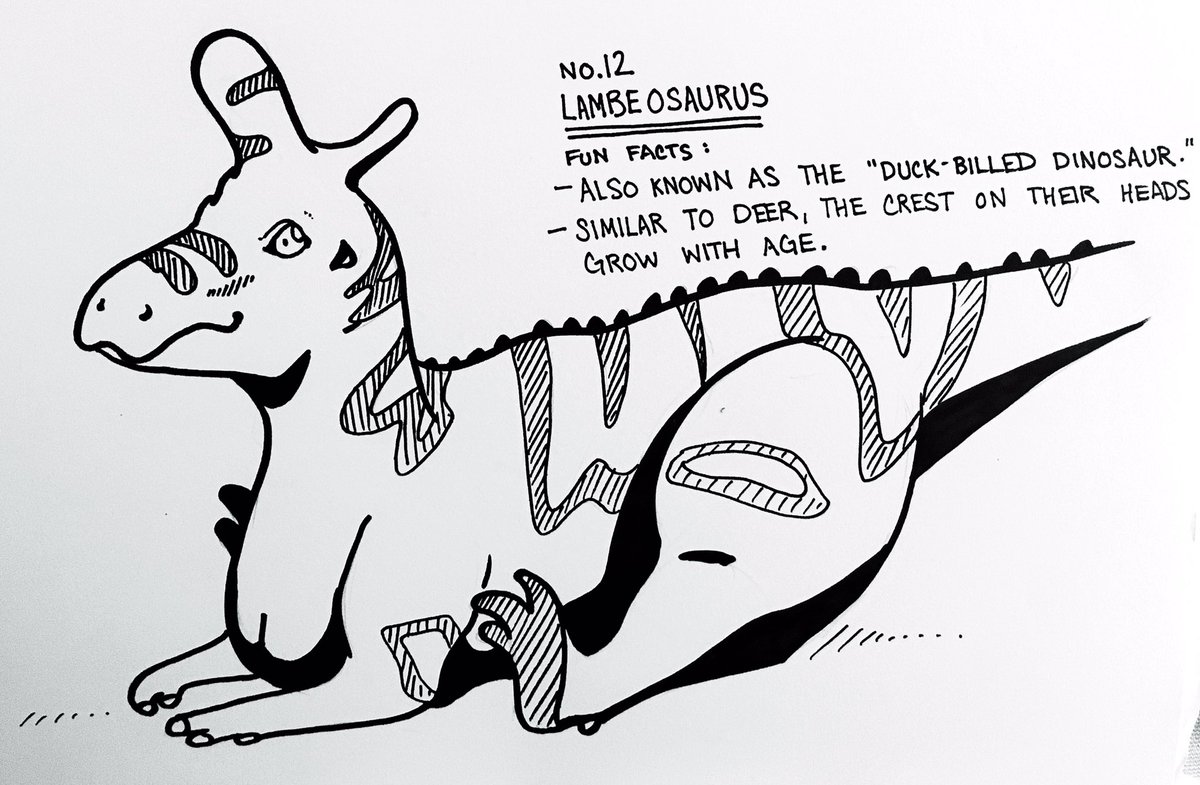 NO.12
LAMBEOSAURUS
FUN FACTS:
- ALSO KNOWN AS THE "DUCK-BILLED DINOSAUR."
- SIMILAR TO DEER, THE CREST ON THEIR HEADS
GROW WITH AGE.